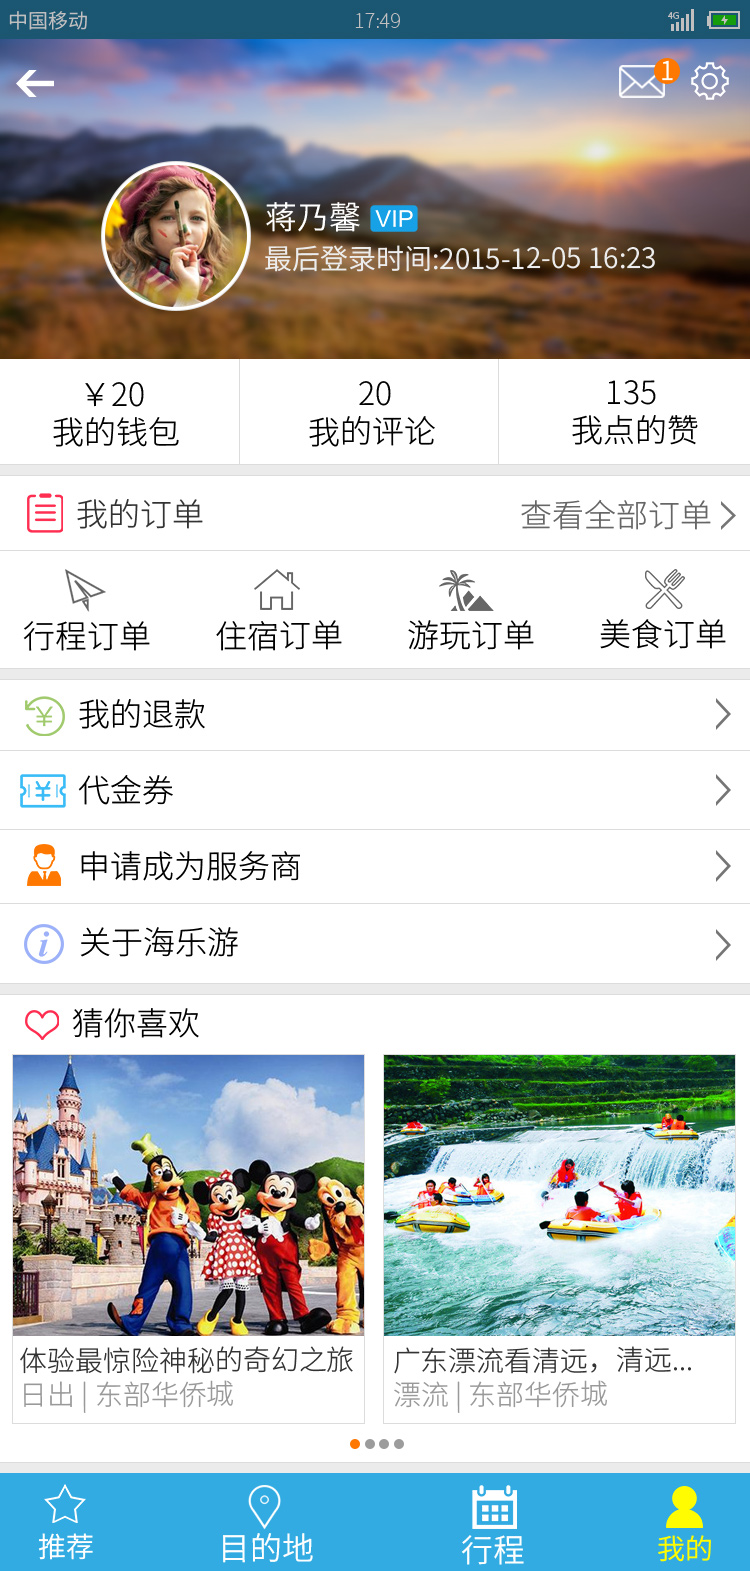 中国移动 17:49 4G
1
蒋乃馨 VIP
最后登录时间:2015-12-05 16:23
￥20 20 135
我的钱包 我的评论 我点的赞
我的订单 查看全部订单
行程订单 住宿订单 游玩订单 美食订单
我的退款
代金券
申请成为服务商
关于海乐游
猜你喜欢
体验最惊险神秘的奇幻之旅 广东漂流看清远，清远...
日出 | 东部华侨城 漂流 | 东部华侨城
推荐 目的地 行程 我的